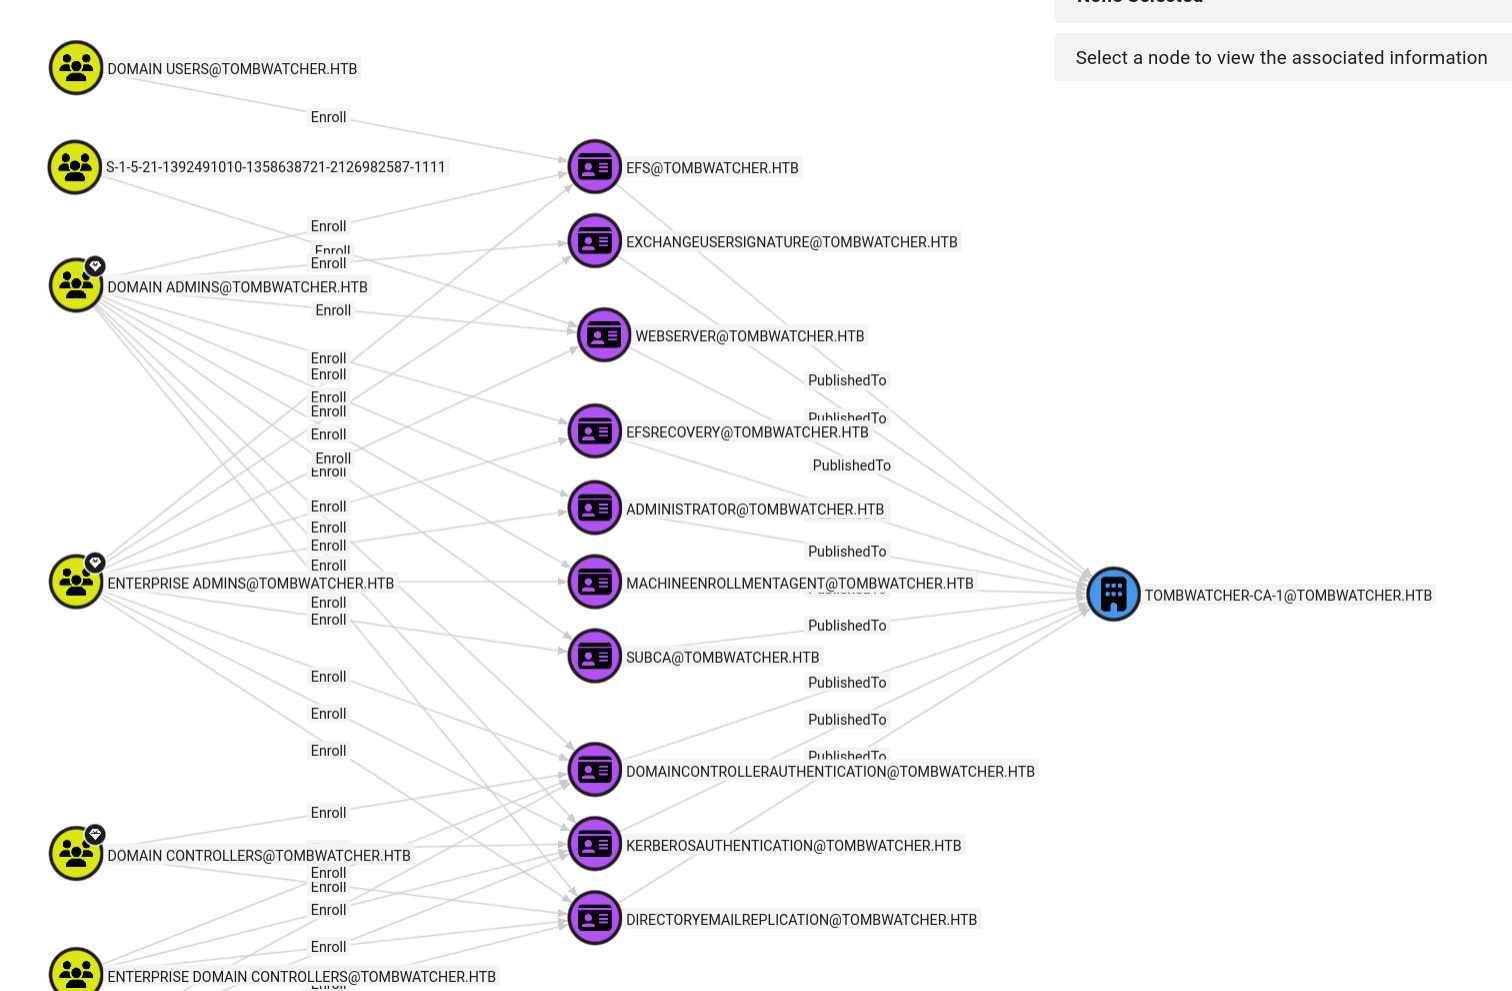 None Selected
Select a node to view the associated information
DOMAIN USERS@TOMBWATCHER.HTB
Enroll
S-1-5-21-1392491010-1358638721-2126982587-1111
EFS@TOMBWATCHER.HTB
Enroll
EXCHANGEUSERSIGNATURE@TOMBWATCHER.HTB
Enroll
Enroll
DOMAIN ADMINS@TOMBWATCHER.HTB
Enroll
WEBSERVER@TOMBWATCHER.HTB
Enroll
Enroll
PublishedTo
Enroll
Enroll
PublishedTo
Enroll
EFSRECOVERY@TOMBWATCHER.HTB
Enroll
PublishedTo
Enroll
Enroll
ADMINISTRATOR@TOMBWATCHER.HTB
PublishedTo
Enroll
Enroll
PublishedTo
Enroll
ENTERPRISE ADMINS@TOMBWATCHER.HTB
MACHINEENROLLMENTAGENT@TOMBWATCHER.HTB
PublishedTo
TOMBWATCHER-CA-1@TOMBWATCHER.HTB
Enroll
Enroll
PublishedTo
SUBCA@TOMBWATCHER.HTB
Enroll
PublishedTo
Enroll
PublishedTo
Enroll
PublishedTo
DOMAINCONTROLLERAUTHENTICATION@TOMBWATCHER.HTB
Enroll
DOMAIN CONTROLLERS@TOMBWATCHER.HTB
KERBEROSAUTHENTICATION@TOMBWATCHER.HTB
Enroll
Enroll
Enroll
DIRECTORYEMAILREPLICATION@TOMBWATCHER.HTB
Enroll
ENTERPRISE DOMAIN CONTROLLERS@TOMBWATCHER.HTB
Enroll